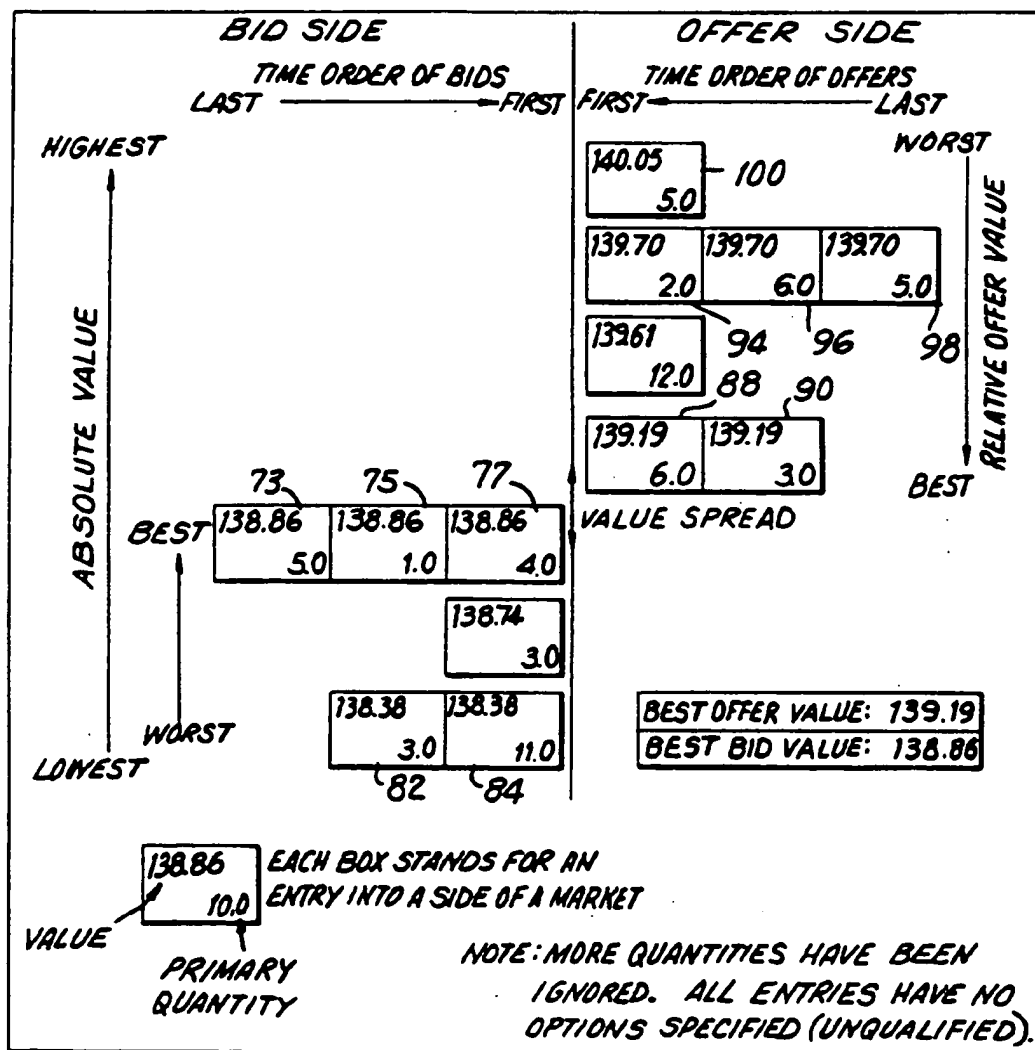 BID SIDE
OFFER SIDE
TIME ORDER OF BIDS
LAST FIRST
TIME ORDER OF OFFERS
FIRST LAST
HIGHEST
WORST
140.05
5.0
100
139.70 139.70 139.70
2.0 6.0 5.0
94 96 98
139.61
12.0
88 90
139.19 139.19
6.0 3.0
RELATIVE OFFER VALUE
BEST
ABSOLUTE VALUE
VALUE SPREAD
73 75 77
BEST
138.86 138.86 138.86
5.0 1.0 4.0
138.74
3.0
138.38 138.38
3.0 11.0
WORST
LOWEST
82 84
BEST OFFER VALUE: 139.19
BEST BID VALUE: 138.86
138.86
10.0
EACH BOX STANDS FOR AN
ENTRY INTO A SIDE OF A MARKET
VALUE
PRIMARY
QUANTITY
NOTE: MORE QUANTITIES HAVE BEEN
IGNORED. ALL ENTRIES HAVE NO
OPTIONS SPECIFIED (UNQUALIFIED).